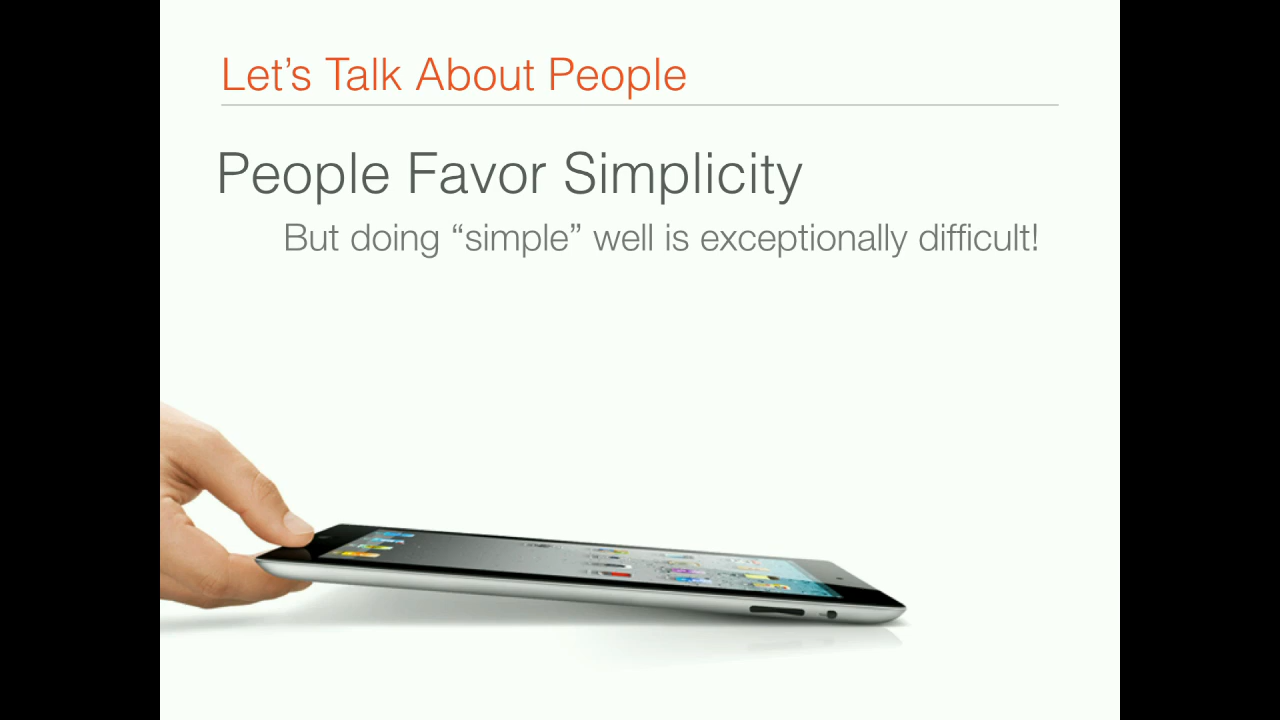 Let’s Talk About People
People Favor Simplicity
But doing “simple” well is exceptionally difficult!